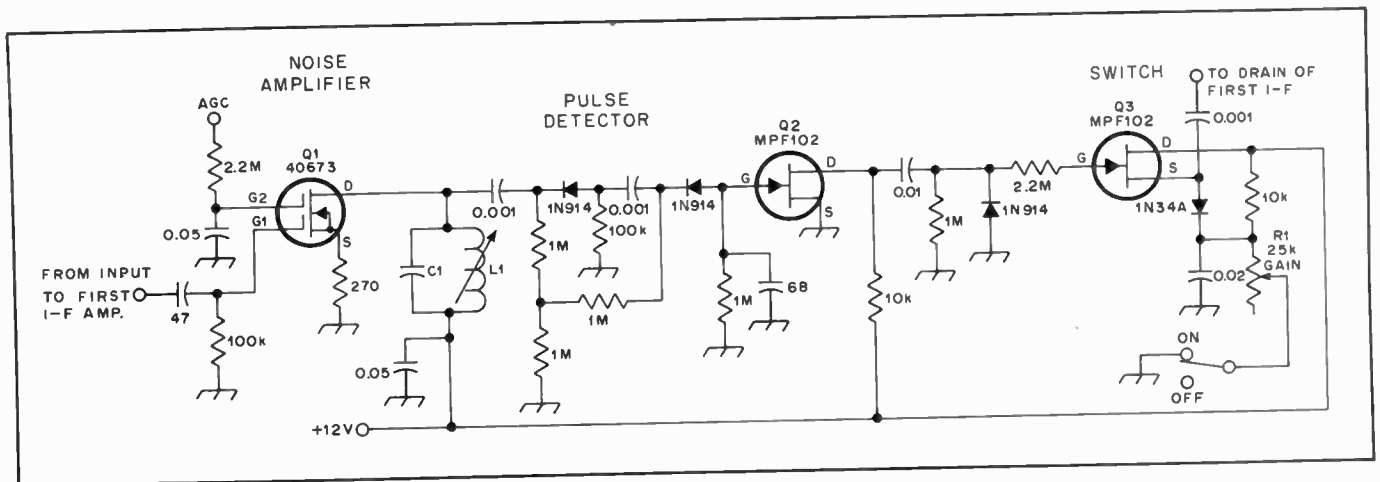 NOISE
AMPLIFIER
AGC
2.2M
Q1
40673
G2
G1
D
S
0.05
FROM INPUT
TO FIRST
I-F AMP.
47
100k
270
C1
L1
0.05
+12V
PULSE
DETECTOR
0.001
1N914
0.001
1N914
1M
100k
1M
1M
Q2
MPF102
G
D
S
1M
68
10k
0.01
1M
1N914
2.2M
SWITCH
Q3
MPF102
G
D
S
TO DRAIN OF
FIRST I-F
0.001
1N34A
10k
R1
25k
GAIN
0.02
ON
OFF